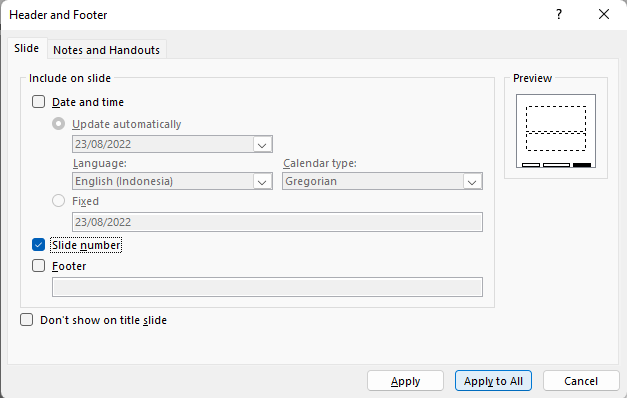 Header and Footer
Slide
Notes and Handouts
Include on slide
Preview
Date and time
Update automatically
23/08/2022
Language:
Calendar type:
English (Indonesia)
Gregorian
Fixed
23/08/2022
Slide number
Footer
Don't show on title slide
Apply
Apply to All
Cancel